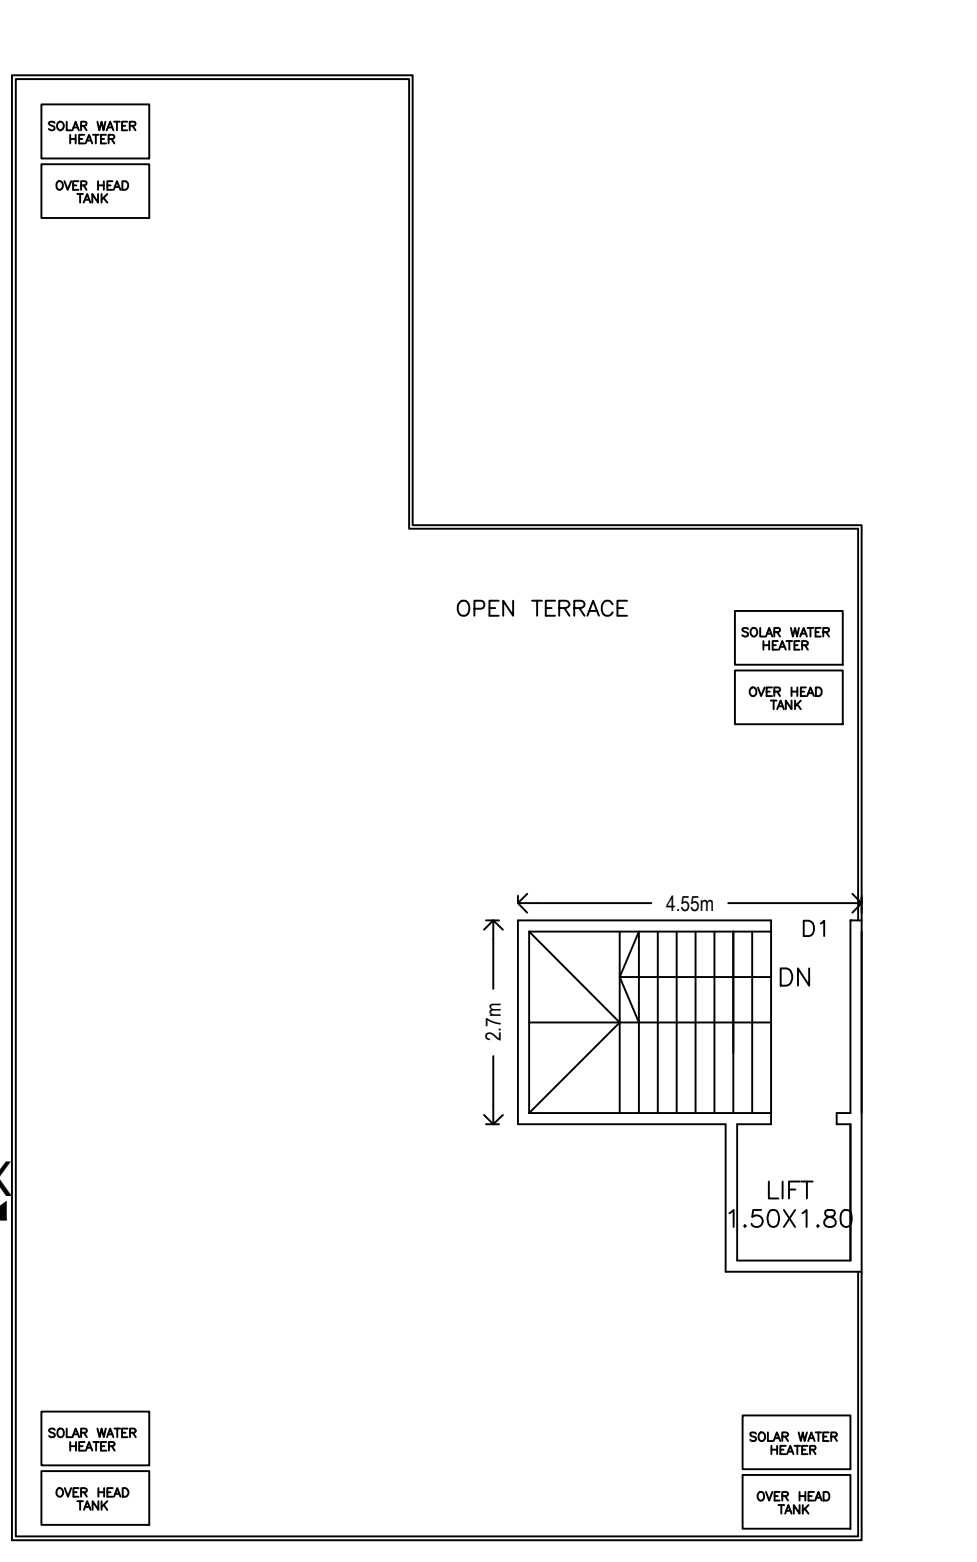 SOLAR WATER
HEATER
OVER HEAD
TANK
OPEN TERRACE
SOLAR WATER
HEATER
OVER HEAD
TANK
4.55m
D1
DN
2.7m
LIFT
1.50X1.80
SOLAR WATER
HEATER
OVER HEAD
TANK
SOLAR WATER
HEATER
OVER HEAD
TANK